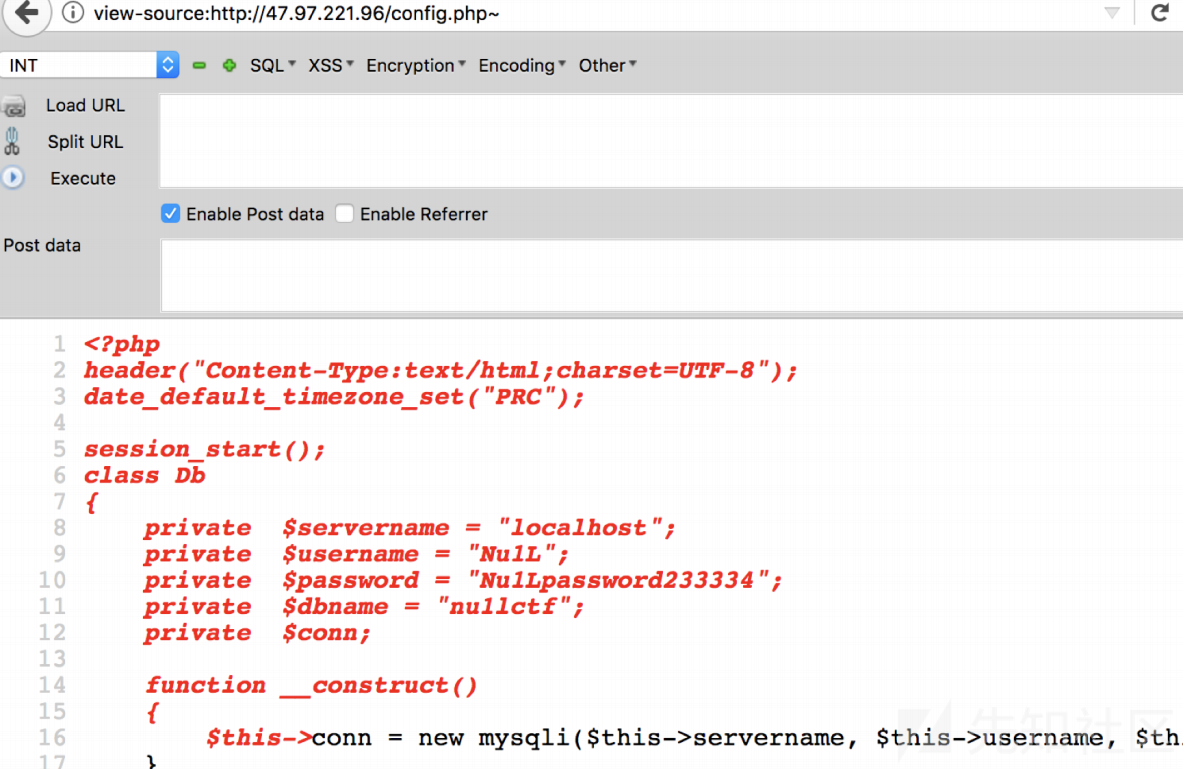 view-source:http://47.97.221.96/config.php~
INT SQL XSS Encryption Encoding Other
Load URL
Split URL
Execute
Enable Post data Enable Referrer
Post data
1 <?php
2 header("Content-Type:text/html;charset=UTF-8");
3 date_default_timezone_set("PRC");
4
5 session_start();
6 class Db
7 {
8 private $servername = "localhost";
9 private $username = "Nu1L";
10 private $password = "Nu1Lpassword233334";
11 private $dbname = "nu1lctf";
12 private $conn;
13
14 function __construct()
15 {
16 $this->conn = new mysqli($this->servername, $this->username, $th
17 }
先知社区